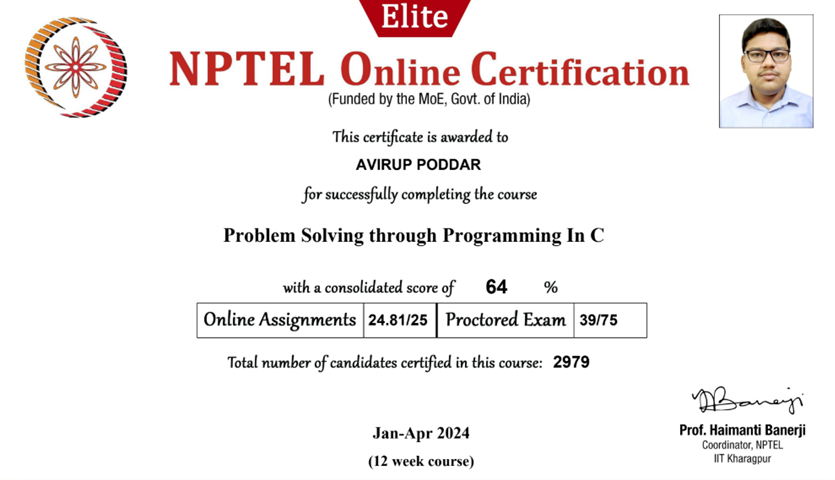 Elite
NPTEL Online Certification
(Funded by the MoE, Govt. of India)
This certificate is awarded to
AVIRUP PODDAR
for successfully completing the course
Problem Solving through Programming In C
with a consolidated score of 64 %
Online Assignments 24.81/25 Proctored Exam 39/75
Total number of candidates certified in this course: 2979
Jan-Apr 2024
(12 week course)
Banerji
Prof. Haimanti Banerji
Coordinator, NPTEL
IIT Kharagpur